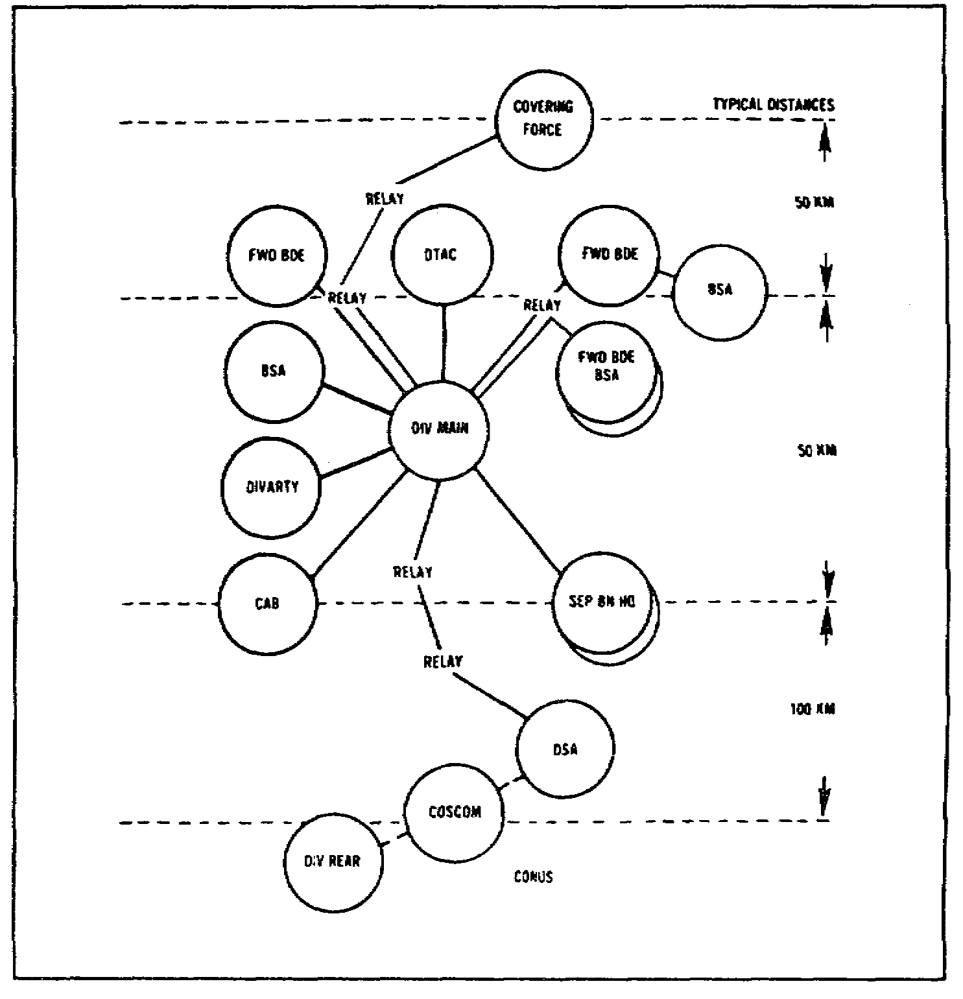 TYPICAL DISTANCES
COVERING
FORCE
RELAY
50 KM
FWD BDE
DTAC
FWD BDE
BSA
RELAY
RELAY
BSA
FWD BDE
BSA
DIV MAIN
50 KM
DIVARTY
RELAY
CAB
SEP BN HQ
RELAY
100 KM
DSA
COSCOM
DIV REAR
CONUS